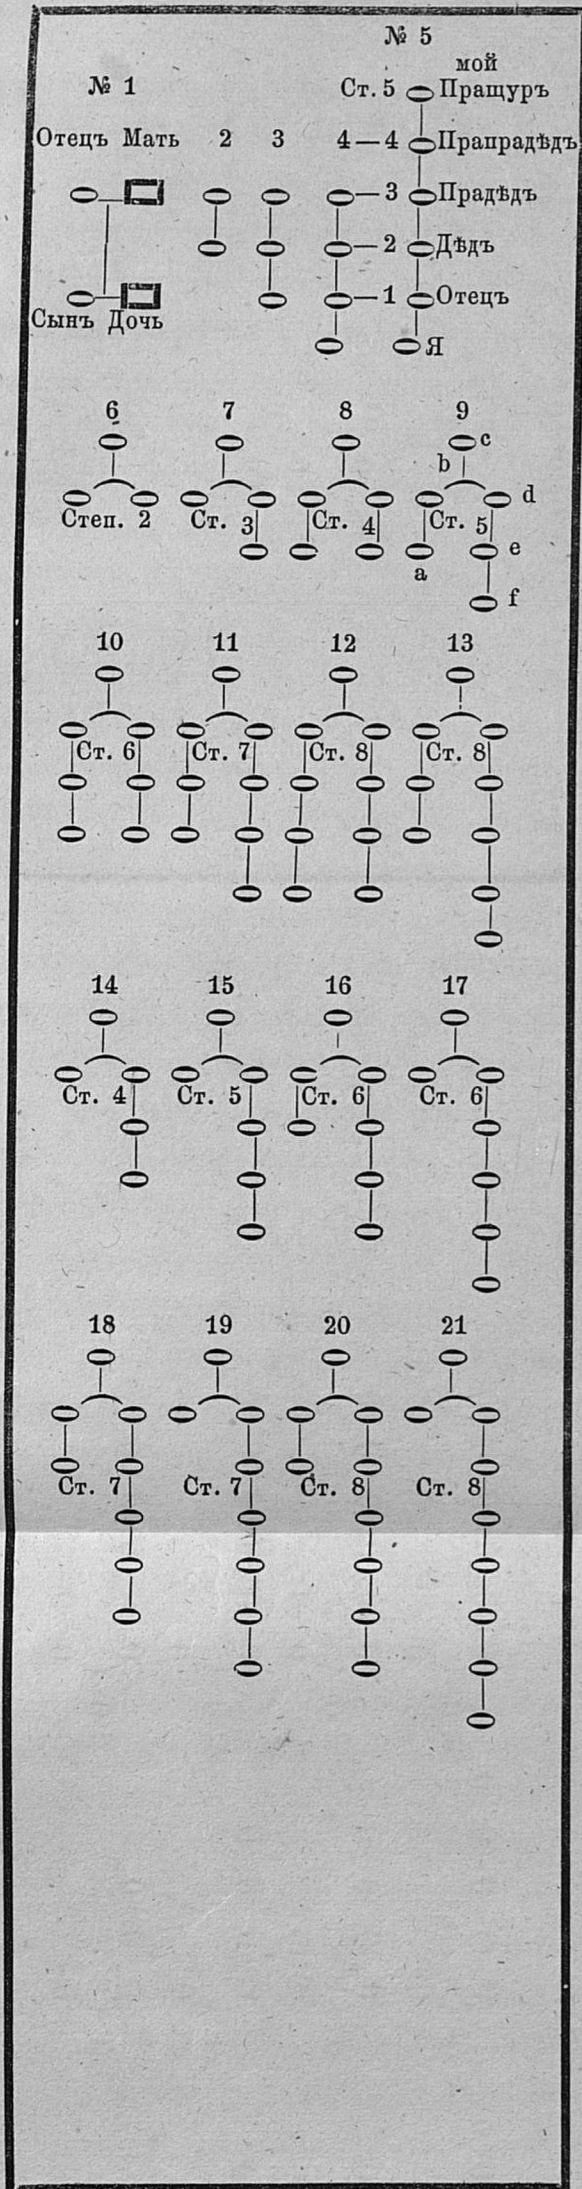 № 5
мой
№ 1
Ст. 5 Пращуръ
Отецъ Мать 2 3 4 — 4 Прапрадѣдъ
— 3 Прадѣдъ
— 2 Дѣдъ
— 1 Отецъ
Сынъ Дочь
Я
6 7 8 9
c
b
d
Степ. 2 Ст. 3 Ст. 4 Ст. 5
e
a
f
10 11 12 13
Ст. 6 Ст. 7 Ст. 8 Ст. 8
14 15 16 17
Ст. 4 Ст. 5 Ст. 6 Ст. 6
18 19 20 21
Ст. 7 Ст. 7 Ст. 8 Ст. 8